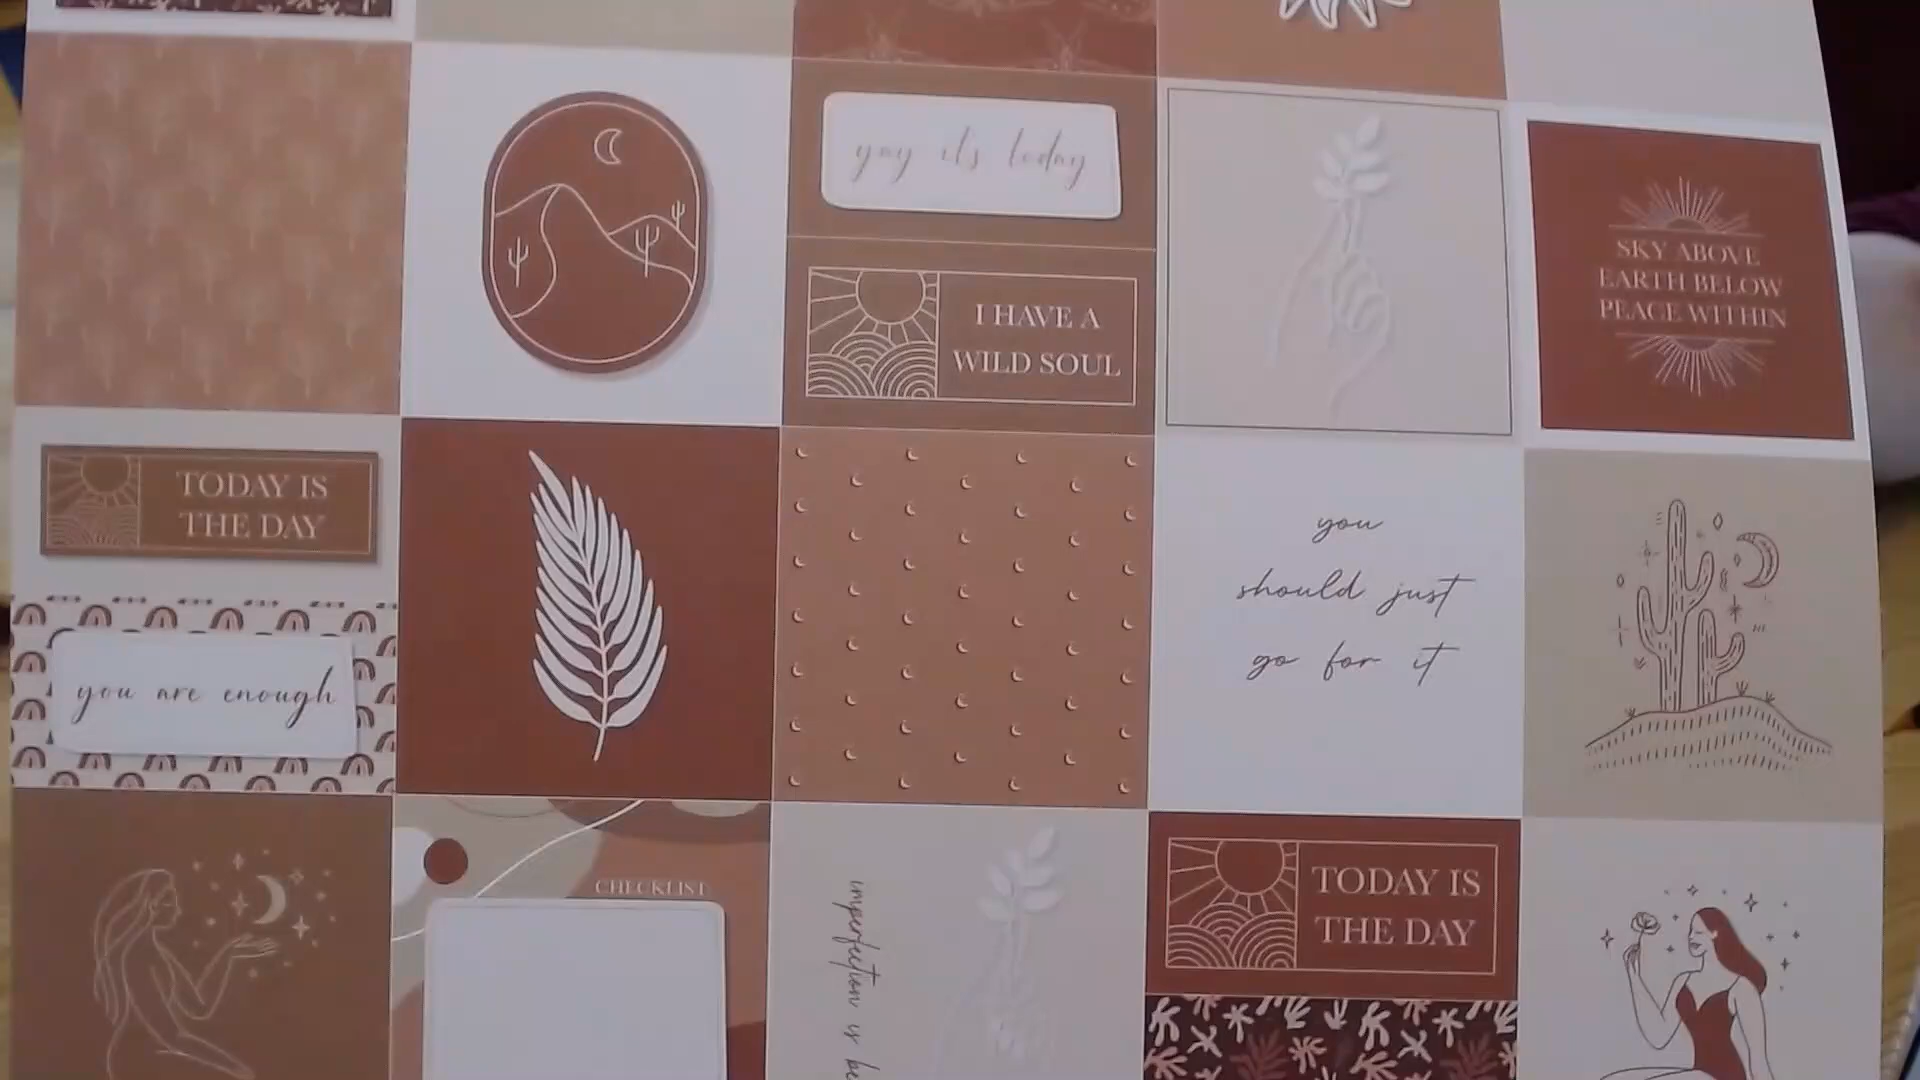 yay its today
I HAVE A
WILD SOUL
SKY ABOVE
EARTH BELOW
PEACE WITHIN
TODAY IS
THE DAY
you are enough
you
should just
go for it
CHECKLIST
imperfection is
TODAY IS
THE DAY